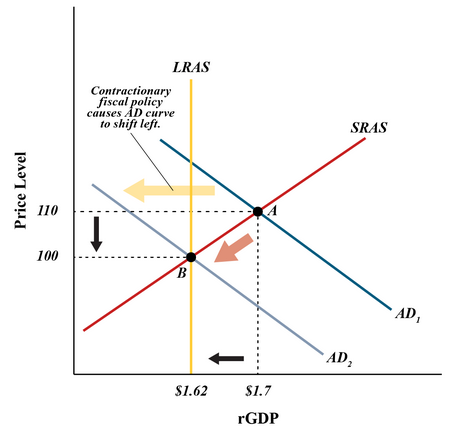 LRAS
Contractionary
fiscal policy
causes AD curve
to shift left.
SRAS
Price Level
110
A
100
B
AD1
AD2
$1.62
$1.7
rGDP